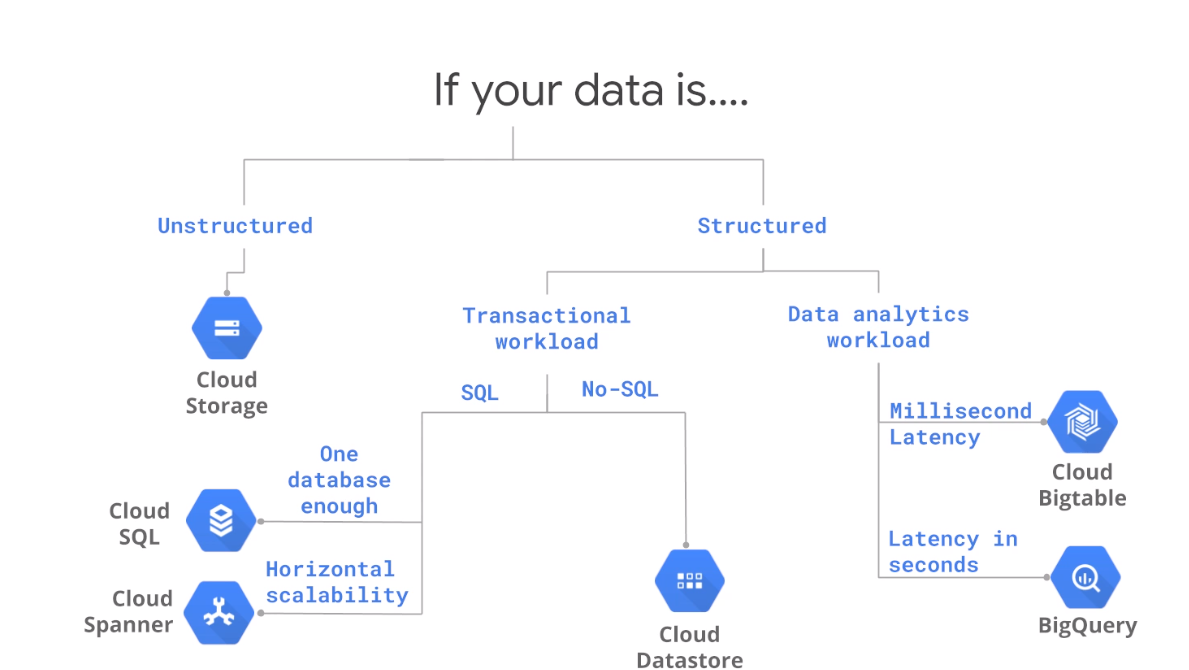 If your data is....
Unstructured
Structured
Cloud
Storage
Transactional
workload
Data analytics
workload
SQL
No-SQL
One
database
enough
Cloud
SQL
Horizontal
scalability
Cloud
Spanner
Cloud
Datastore
Millisecond
Latency
Cloud
Bigtable
Latency in
seconds
BigQuery